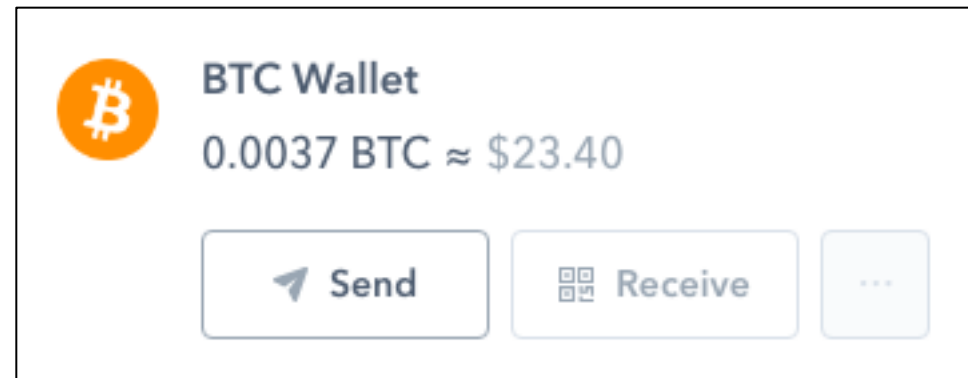 BTC Wallet
0.0037 BTC ≈ $23.40
Send
Receive
...